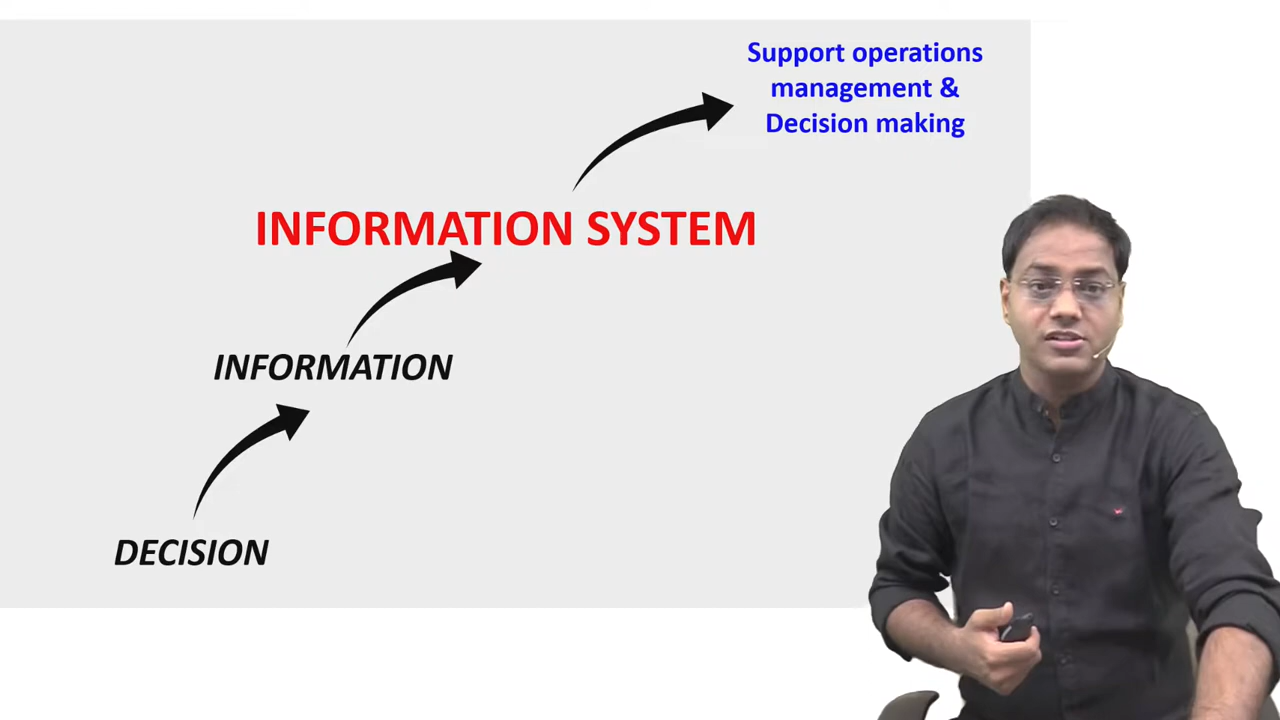 Support operations
management &
Decision making
INFORMATION SYSTEM
INFORMATION
DECISION